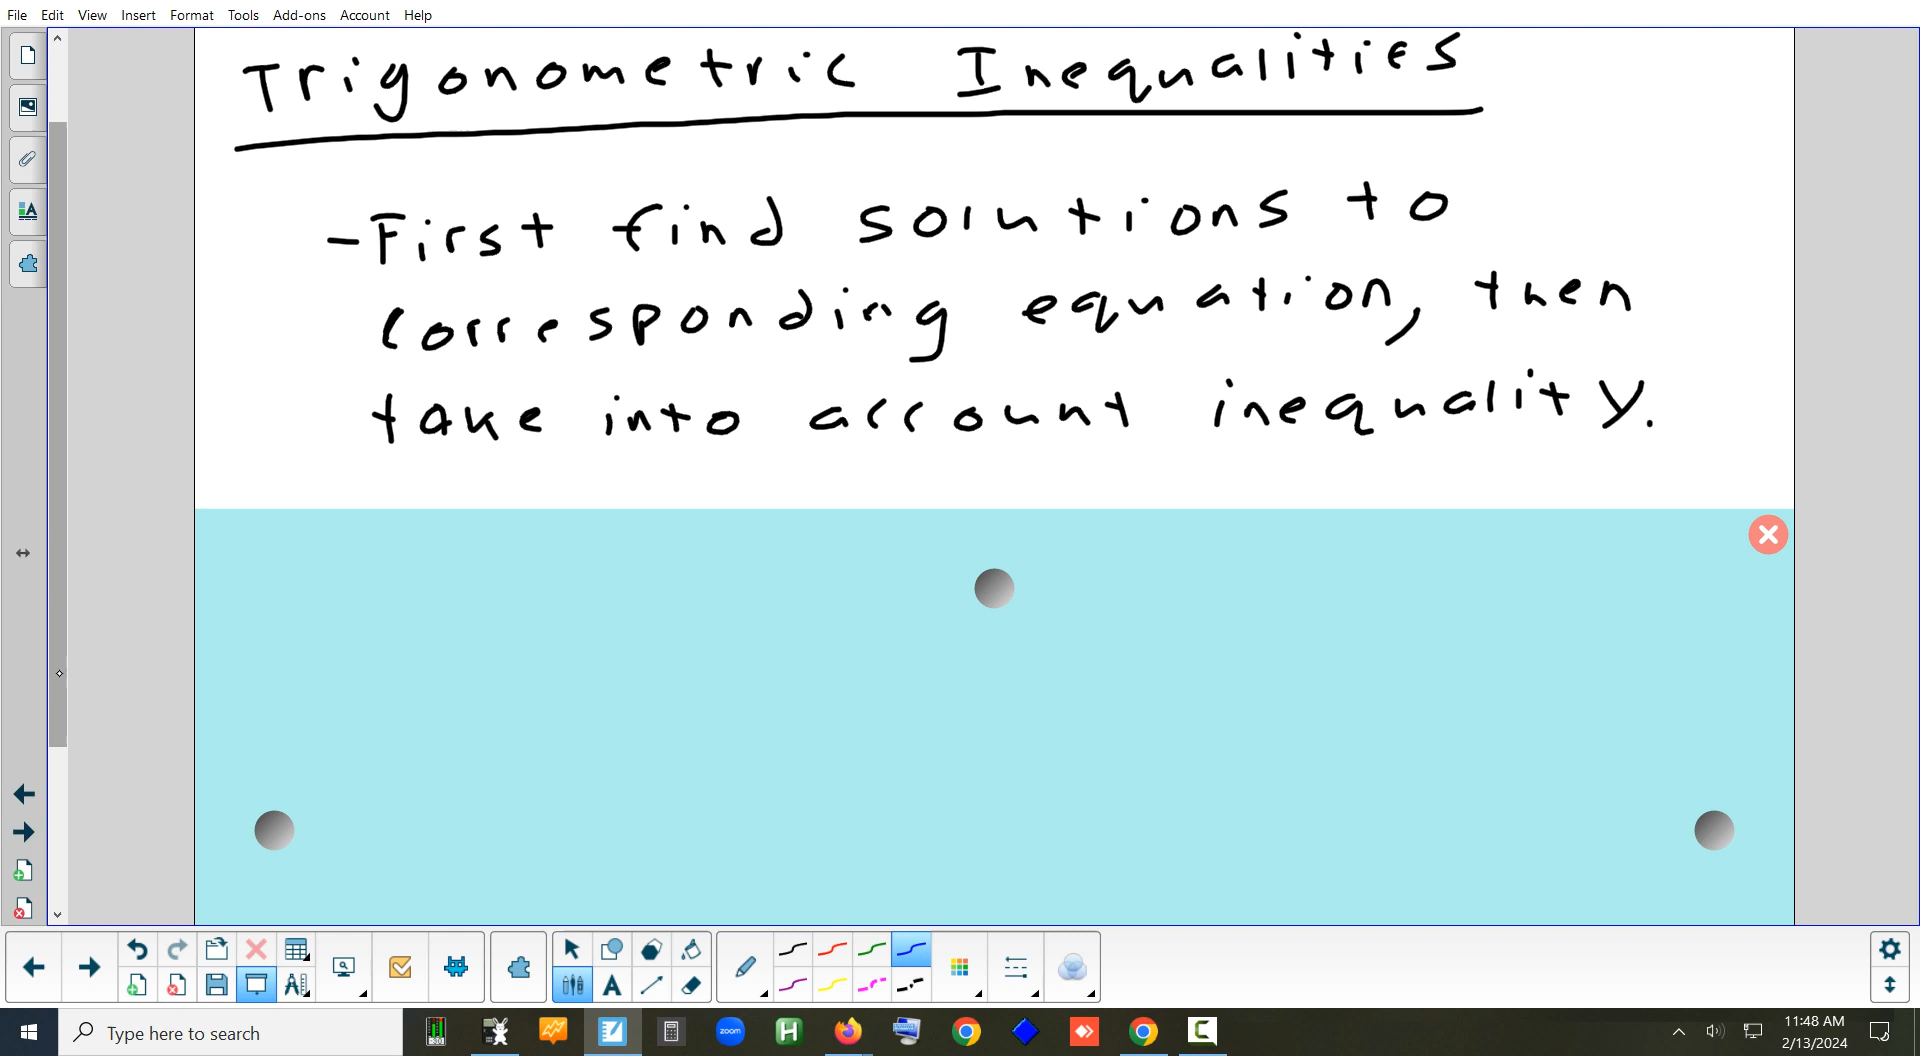 File Edit View Insert Format Tools Add-ons Account Help
Trigonometric Inequalities
-First find solutions to
corresponding equation, then
take into account inequality.
Type here to search
zoom
11:48 AM
2/13/2024